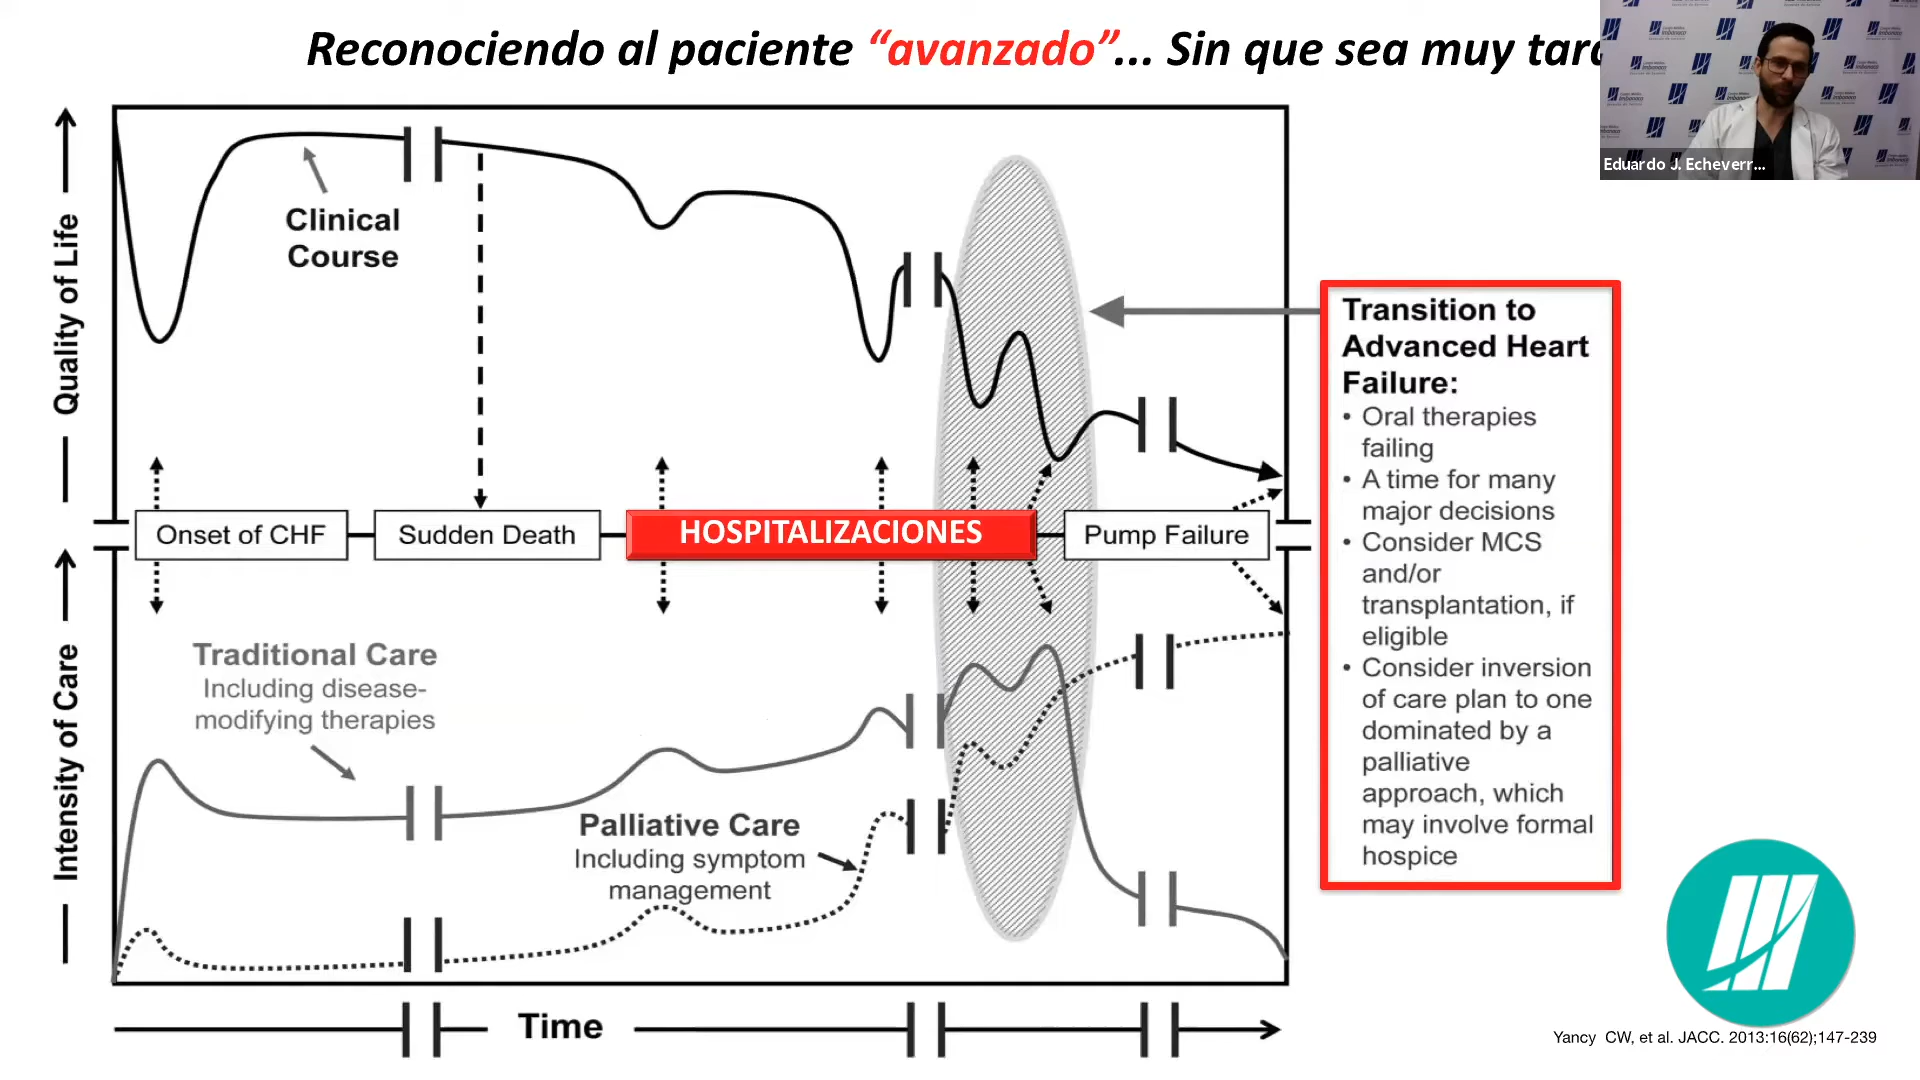 Reconociendo al paciente “avanzado”... Sin que sea muy tard
Eduardo J. Echeverr...
Quality of Life
Clinical
Course
Transition to
Advanced Heart
Failure:
• Oral therapies
failing
• A time for many
major decisions
• Consider MCS
and/or
transplantation, if
eligible
• Consider inversion
of care plan to one
dominated by a
palliative
approach, which
may involve formal
hospice
Onset of CHF
Sudden Death
HOSPITALIZACIONES
Pump Failure
Intensity of Care
Traditional Care
Including disease-
modifying therapies
Palliative Care
Including symptom
management
Time
Yancy CW, et al. JACC. 2013:16(62);147-239